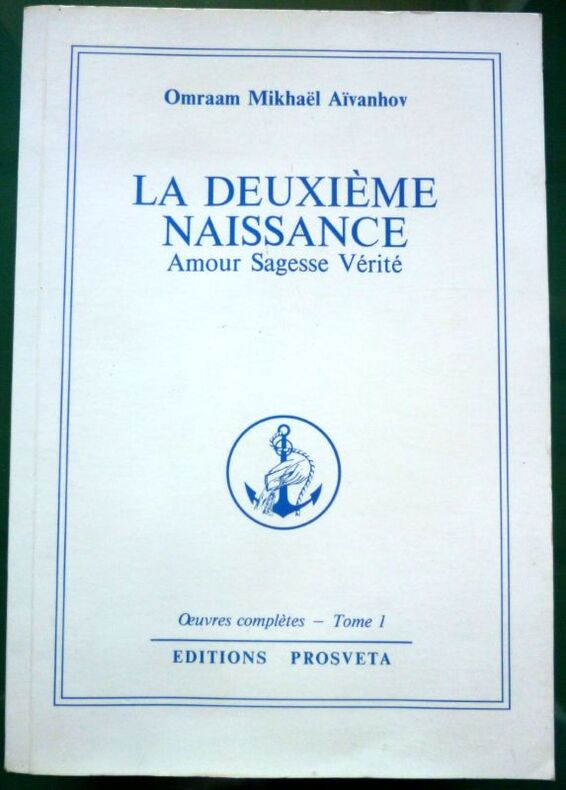 Omraam Mikhaël Aïvanhov
LA DEUXIÈME
NAISSANCE
Amour Sagesse Vérité
Œuvres complètes – Tome 1
EDITIONS PROSVETA